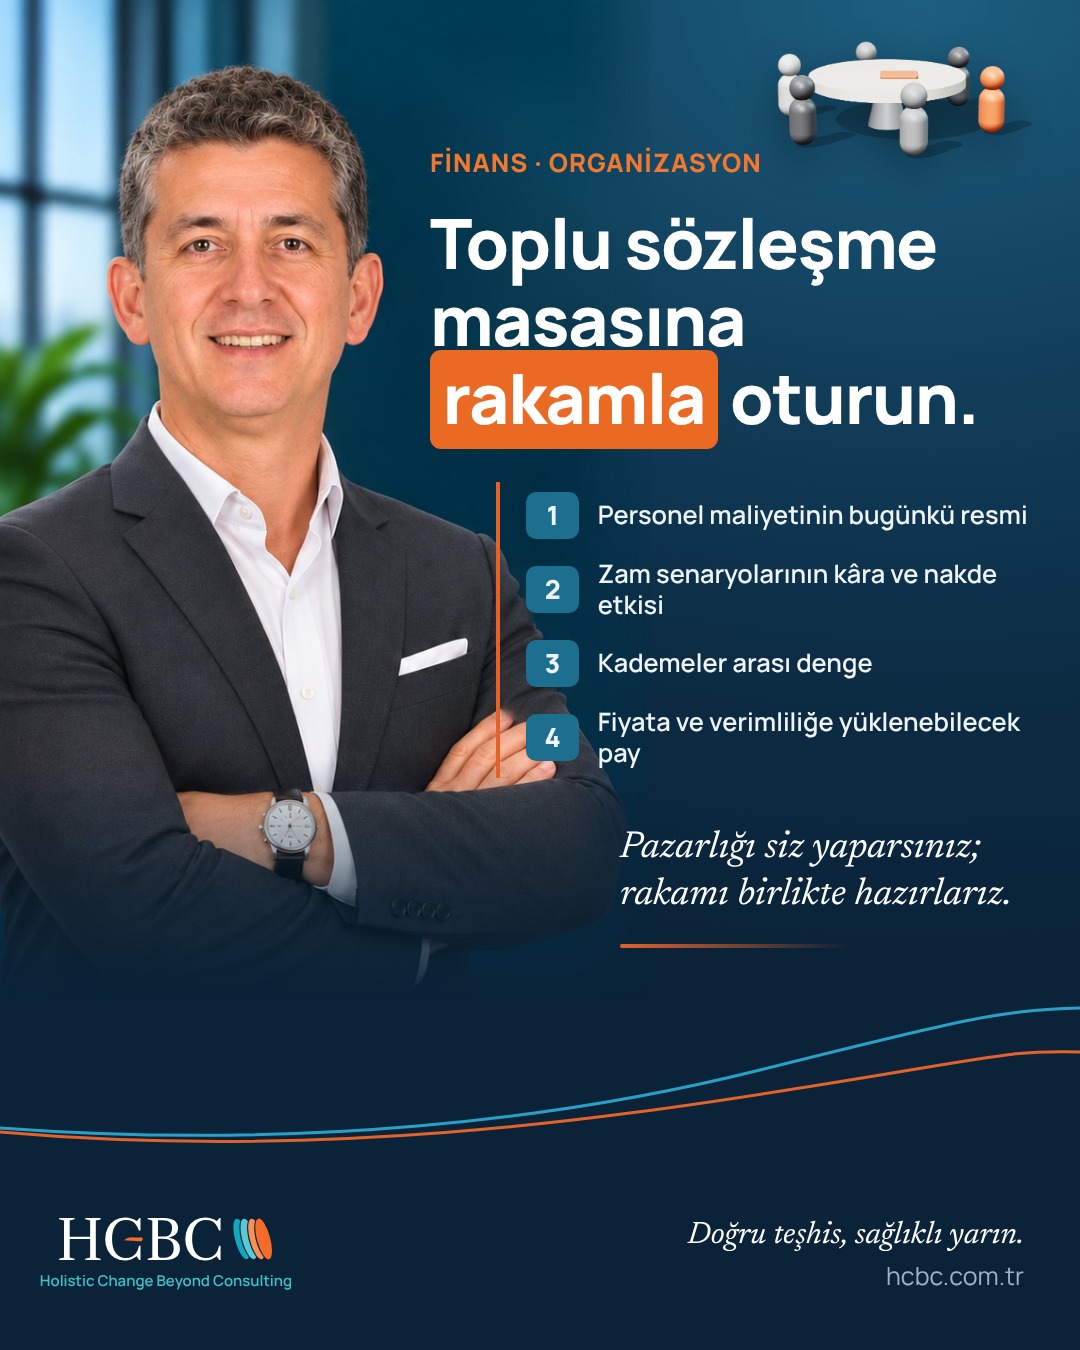 FİNANS · ORGANİZASYON
Toplu sözleşme
masasına
rakamla oturun.
1 Personel maliyetinin bugünkü resmi
2 Zam senaryolarının kâra ve nakde
etkisi
3 Kademeler arası denge
4 Fiyata ve verimliliğe yüklenebilecek
pay
Pazarlığı siz yaparsınız;
rakamı birlikte hazırlarız.
HCBC
Holistic Change Beyond Consulting
Doğru teşhis, sağlıklı yarın.
hcbc.com.tr